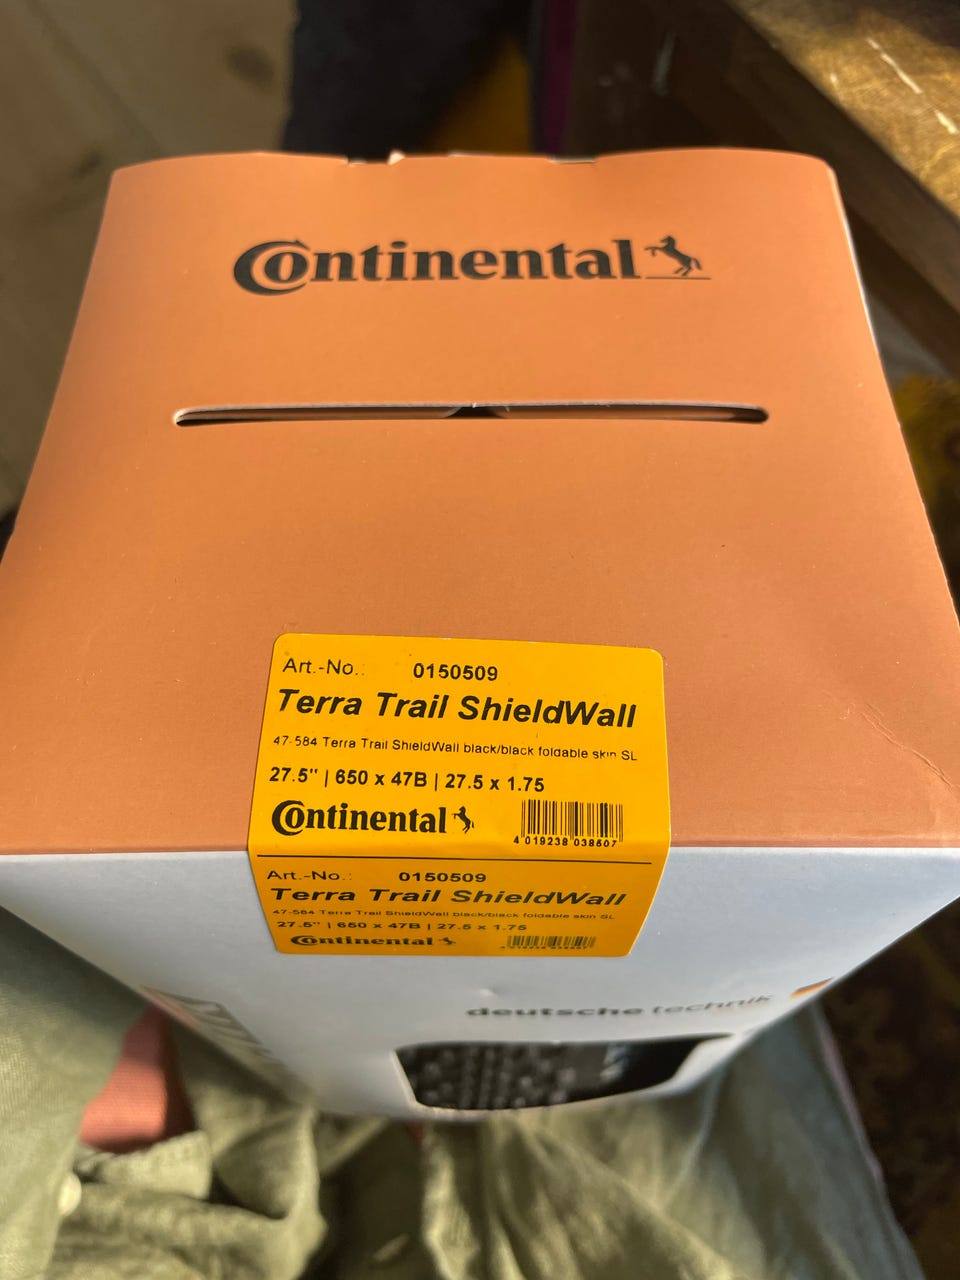 Continental
Art.-No.: 0150509
Terra Trail ShieldWall
47-584 Terra Trail ShieldWall black/black foldable skin SL
27.5" | 650 x 47B | 27.5 x 1.75
Continental
4 019238 038507
Art.-No.: 0150509
Terra Trail ShieldWall
47-584 Terra Trail ShieldWall black/black foldable skin SL
27.5" | 650 x 47B | 27.5 x 1.75
Continental
deutsche technik